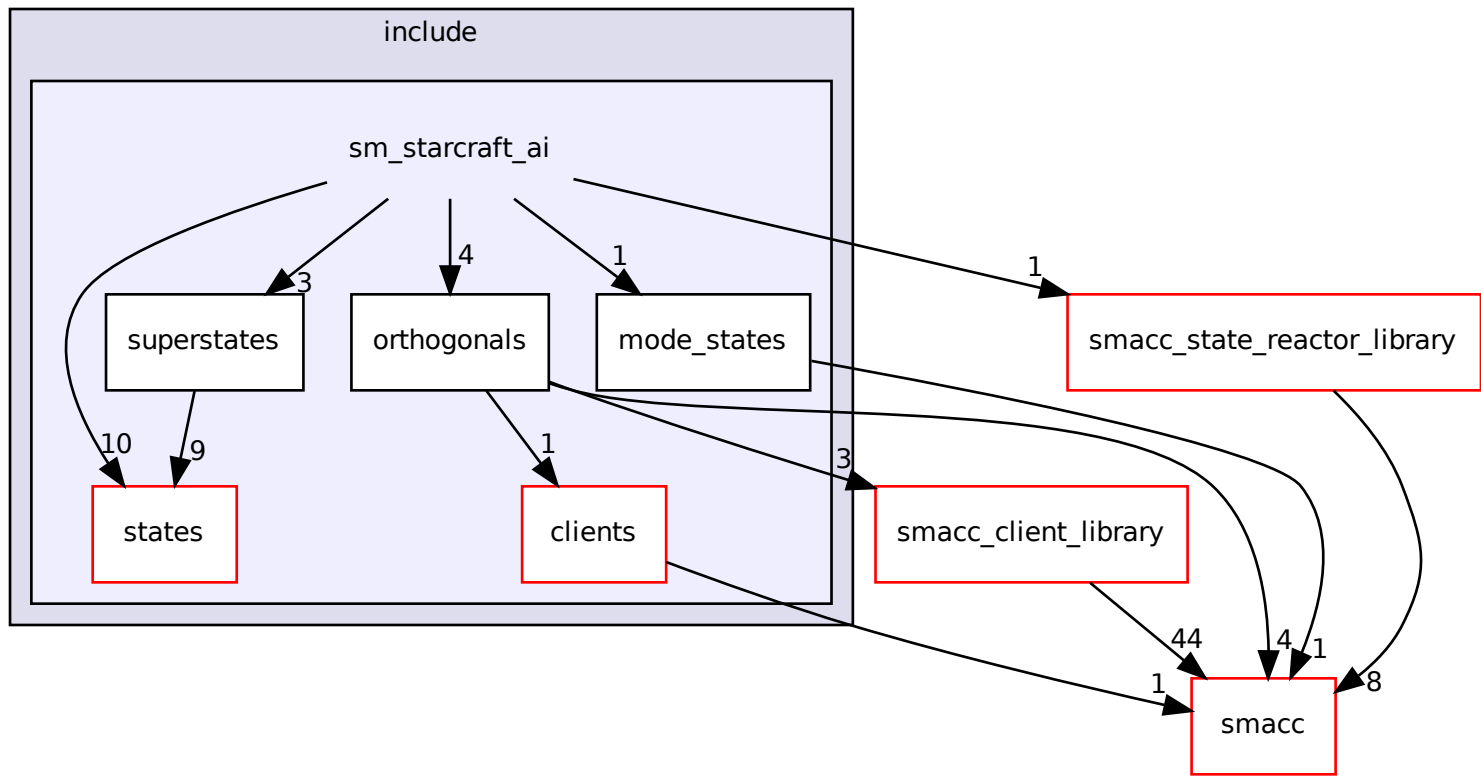 include
sm_starcraft_ai
1
3
4
1
superstates
orthogonals
mode_states
smacc_state_reactor_library
10
9
1
3
states
clients
smacc_client_library
44
4
1
1
8
smacc